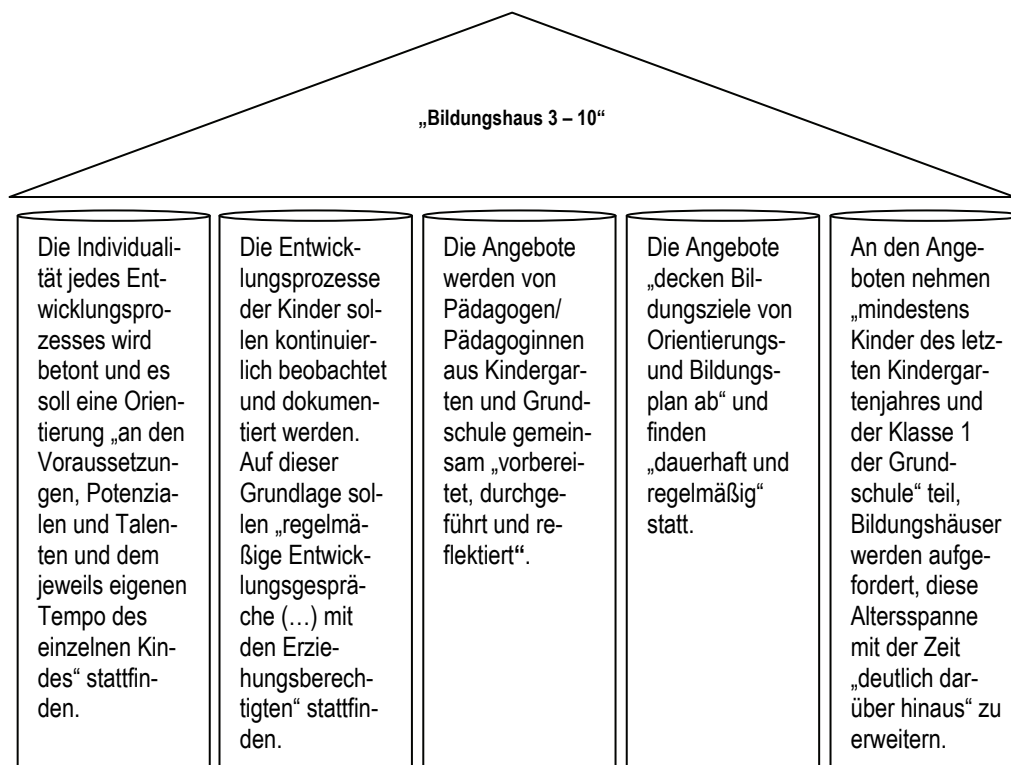 „Bildungshaus 3 – 10“
Die Individuali-
tät jedes Ent-
wicklungspro-
zesses wird
betont und es
soll eine Orien-
tierung „an den
Voraussetzun-
gen, Potenzia-
len und Talen-
ten und dem
jeweils eigenen
Tempo des
einzelnen Kin-
des“ stattfin-
den.
Die Entwick-
lungsprozesse
der Kinder sol-
len kontinuier-
lich beobachtet
und dokumen-
tiert werden.
Auf dieser
Grundlage sol-
len „regelmä-
ßige Entwick-
lungsgesprä-
che (…) mit
den Erzie-
hungsberech-
tigten“ stattfin-
den.
Die Angebote
werden von
Pädagogen/
Pädagoginnen
aus Kindergar-
ten und Grund-
schule gemein-
sam „vorberei-
tet, durchge-
führt und re-
flektiert“.
Die Angebote
„decken Bil-
dungsziele von
Orientierungs-
und Bildungs-
plan ab“ und
finden
„dauerhaft und
regelmäßig“
statt.
An den Ange-
boten nehmen
„mindestens
Kinder des letz-
ten Kindergar-
tenjahres und
der Klasse 1
der Grund-
schule“ teil,
Bildungshäuser
werden aufge-
fordert, diese
Altersspanne
mit der Zeit
„deutlich dar-
über hinaus“ zu
erweitern.